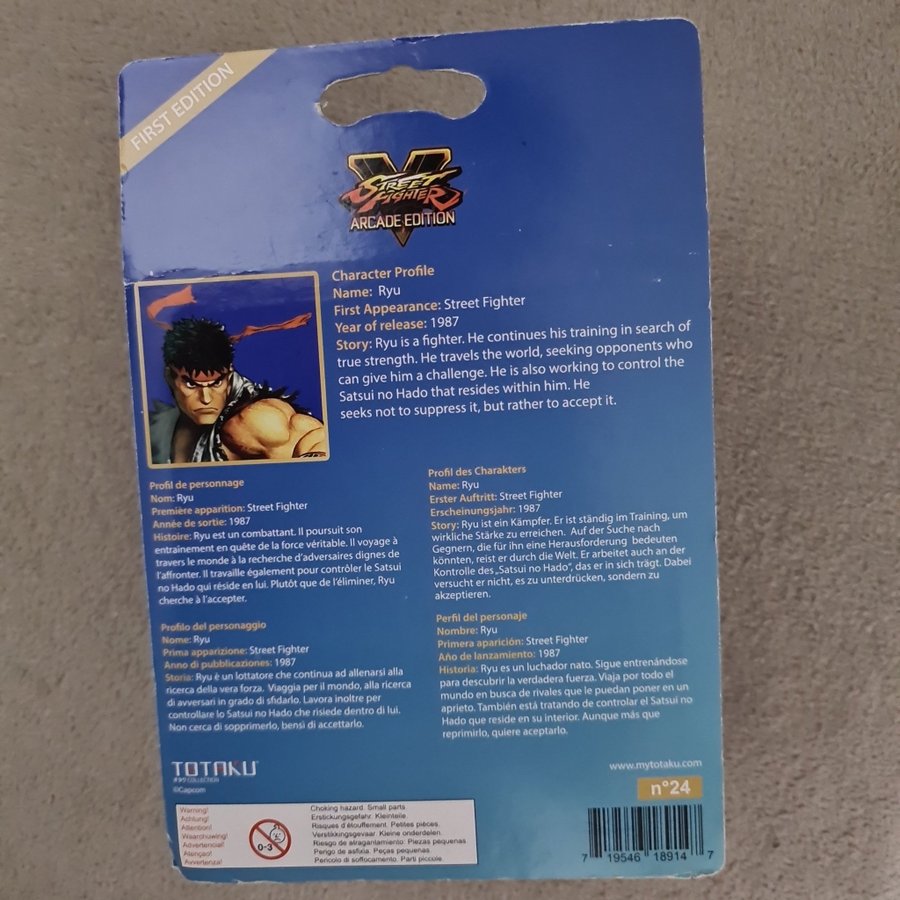 FIRST EDITION
V
STREET
FIGHTER
ARCADE EDITION
Character Profile
Name: Ryu
First Appearance: Street Fighter
Year of release: 1987
Story: Ryu is a fighter. He continues his training in search of
true strength. He travels the world, seeking opponents who
can give him a challenge. He is also working to control the
Satsui no Hado that resides within him. He
seeks not to suppress it, but rather to accept it.
Profil de personnage
Nom: Ryu
Première apparition: Street Fighter
Année de sortie: 1987
Histoire: Ryu est un combattant. Il poursuit son
entrainement en quête de la force véritable. Il voyage à
travers le monde à la recherche d'adversaires dignes de
l'affronter. Il travaille également pour contrôler le Satsui
no Hado qui réside en lui. Plutôt que de l'éliminer, Ryu
cherche à l'accepter.
Profil des Charakters
Name: Ryu
Erster Auftritt: Street Fighter
Erscheinungsjahr: 1987
Story: Ryu ist ein Kämpfer. Er ist ständig im Training, um
wirkliche Stärke zu erreichen. Auf der Suche nach
Gegnern, die für ihn eine Herausforderung bedeuten
könnten, reist er durch die Welt. Er arbeitet auch an der
Kontrolle des „Satsui no Hado", das er in sich trägt. Dabei
versucht er nicht, es zu unterdrücken, sondern zu
akzeptieren.
Profilo del personaggio
Nome: Ryu
Prima apparizione: Street Fighter
Anno di pubblicazione: 1987
Storia: Ryu è un lottatore che continua ad allenarsi alla
ricerca della vera forza. Viaggia per il mondo, alla ricerca
di avversari in grado di sfidarlo. Lavora inoltre per
controllare lo Satsui no Hado che risiede dentro di lui.
Non cerca di sopprimerlo, bensì di accettarlo.
Perfil del personaje
Nombre: Ryu
Primera aparición: Street Fighter
Año de lanzamiento: 1987
Historia: Ryu es un luchador nato. Sigue entrenándose
para descubrir la verdadera fuerza. Viaja por todo el
mundo en busca de rivales que le puedan poner en un
aprieto. También está tratando de controlar el Satsui no
Hado que reside en su interior. Aunque más que
reprimirlo, quiere aceptarlo.
TOTAKU
COLLECTION
©Capcom
www.mytotaku.com
n°24
Warning!
Achtung!
Attention!
Waarschuwing!
Advertencia!
Atenção!
Avvertenza!
0-3
Choking hazard. Small parts
Erstickungsgefahr. Kleinteile.
Risques d'étouffement. Petites pièces.
Verstikkingsgevaar. Kleine onderdelen.
Riesgo de atragantamiento: Piezas pequenas
Perigo de asfixia. Peças pequenas
Pericolo di soffocamento. Parti piccole.
7 19546 18914 7